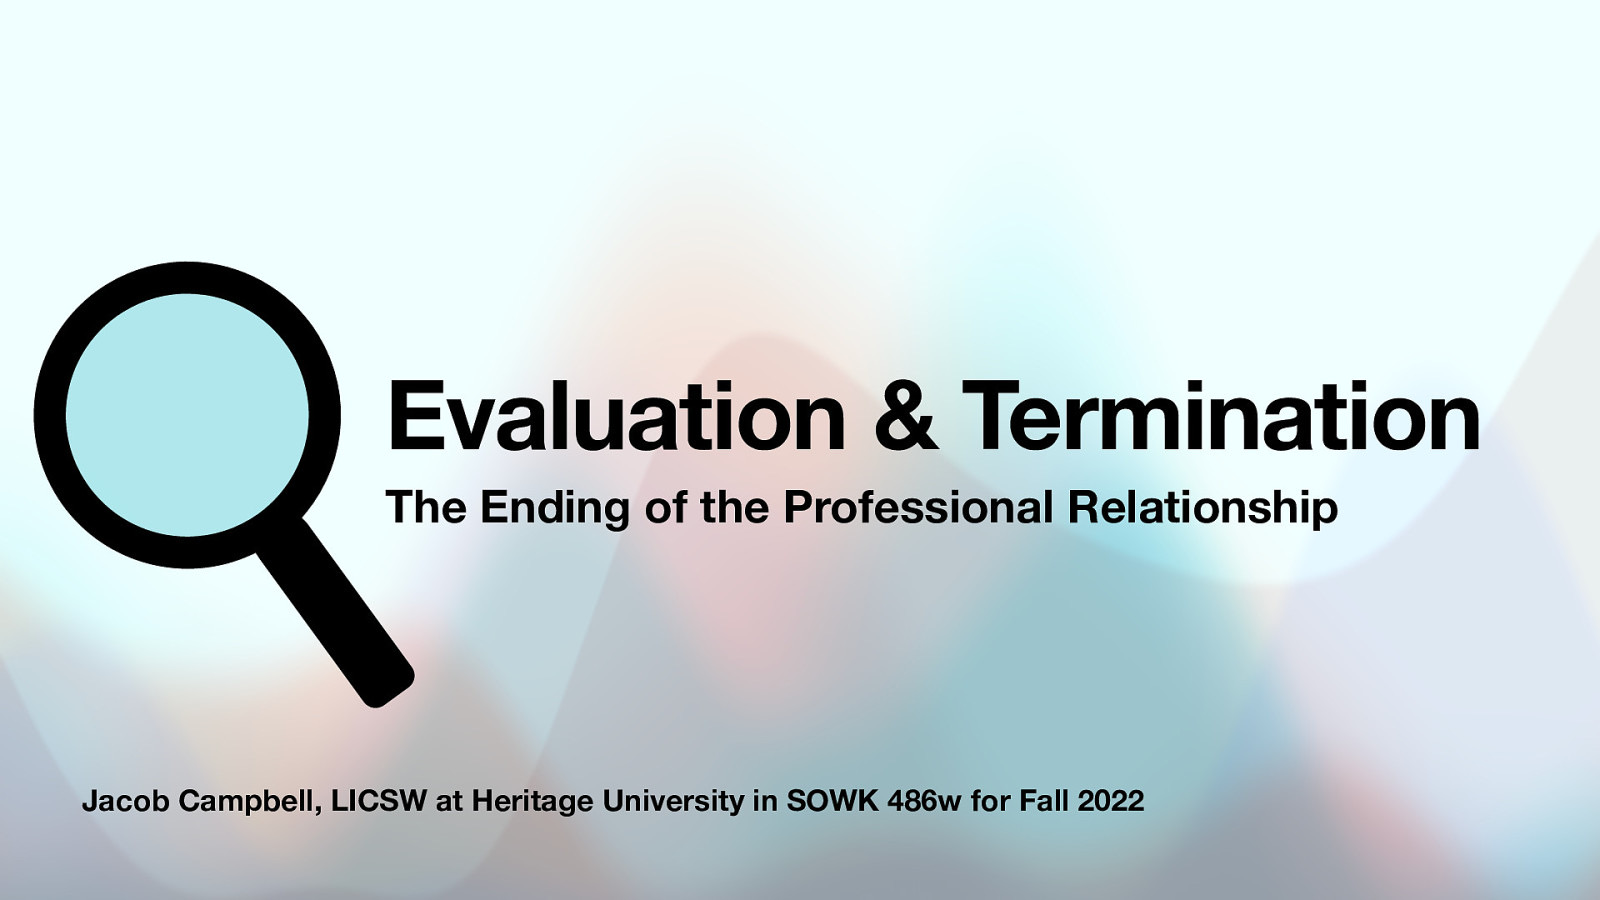 Evaluation & Termination
The Ending of the Professional Relationship
Jacob Campbell, LICSW at Heritage University in SOWK 486w for Fall 2022